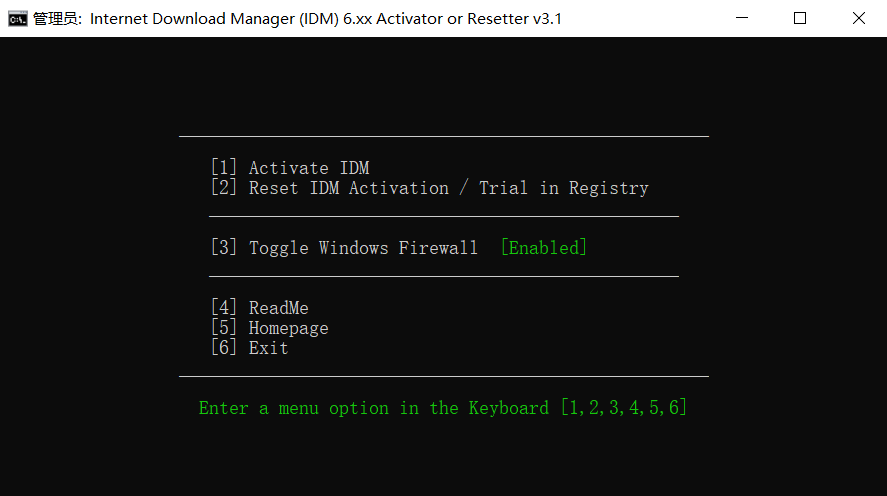 管理员: Internet Download Manager (IDM) 6.xx Activator or Resetter v3.1
[1] Activate IDM
[2] Reset IDM Activation / Trial in Registry
[3] Toggle Windows Firewall [Enabled]
[4] ReadMe
[5] Homepage
[6] Exit
Enter a menu option in the Keyboard [1,2,3,4,5,6]